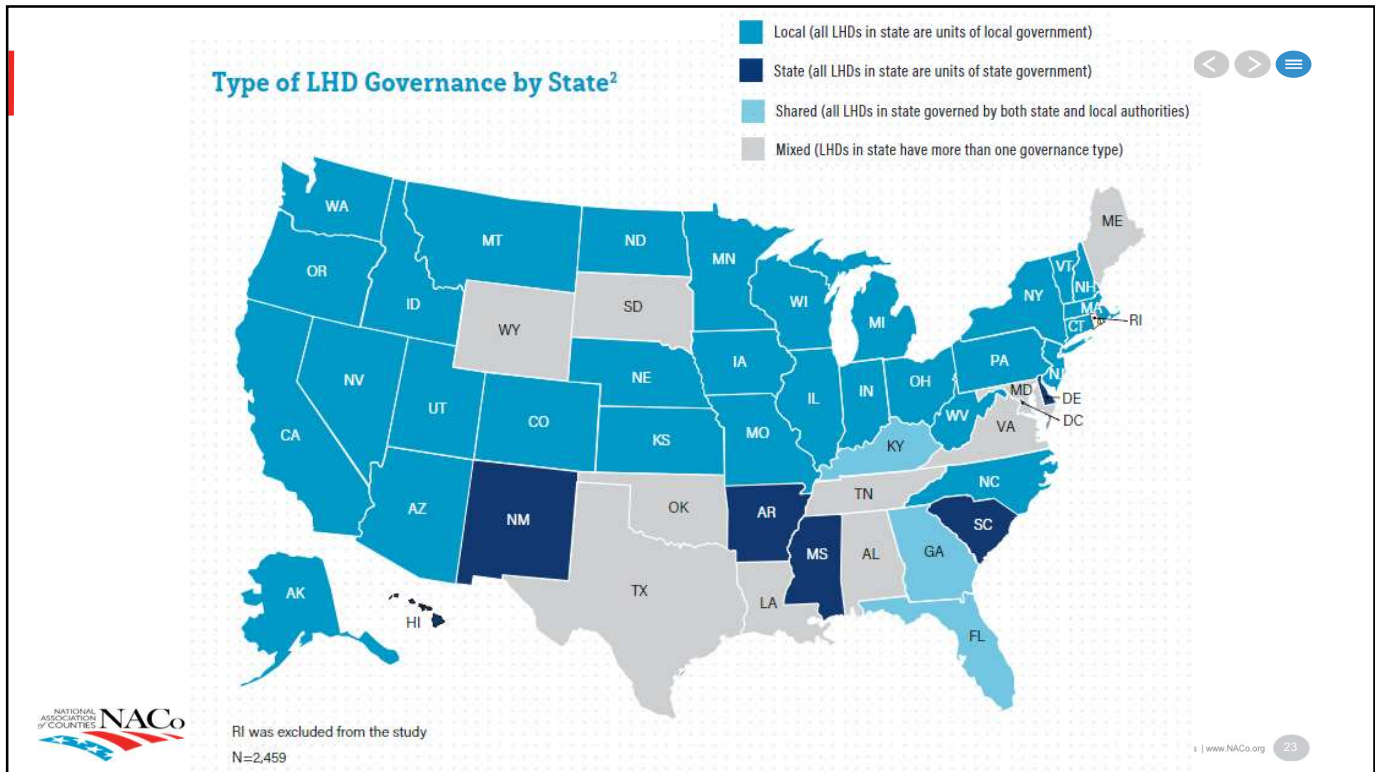 Local (all LHDs in state are units of local government)
Type of LHD Governance by State²
State (all LHDs in state are units of state government)
Shared (all LHDs in state governed by both state and local authorities)
Mixed (LHDs in state have more than one governance type)
WA
MT
ND
MN
ME
OR
ID
WY
SD
WI
MI
NY
VT
NH
MA
CT
RI
NV
UT
CO
NE
IA
IL
IN
OH
PA
NJ
MD
DE
DC
CA
AZ
NM
KS
MO
KY
WV
VA
OK
AR
TN
NC
TX
LA
MS
AL
GA
SC
FL
AK
HI
NATIONAL
ASSOCIATION
of COUNTIES
NACo
RI was excluded from the study
N=2,459
| www.NACo.org
23